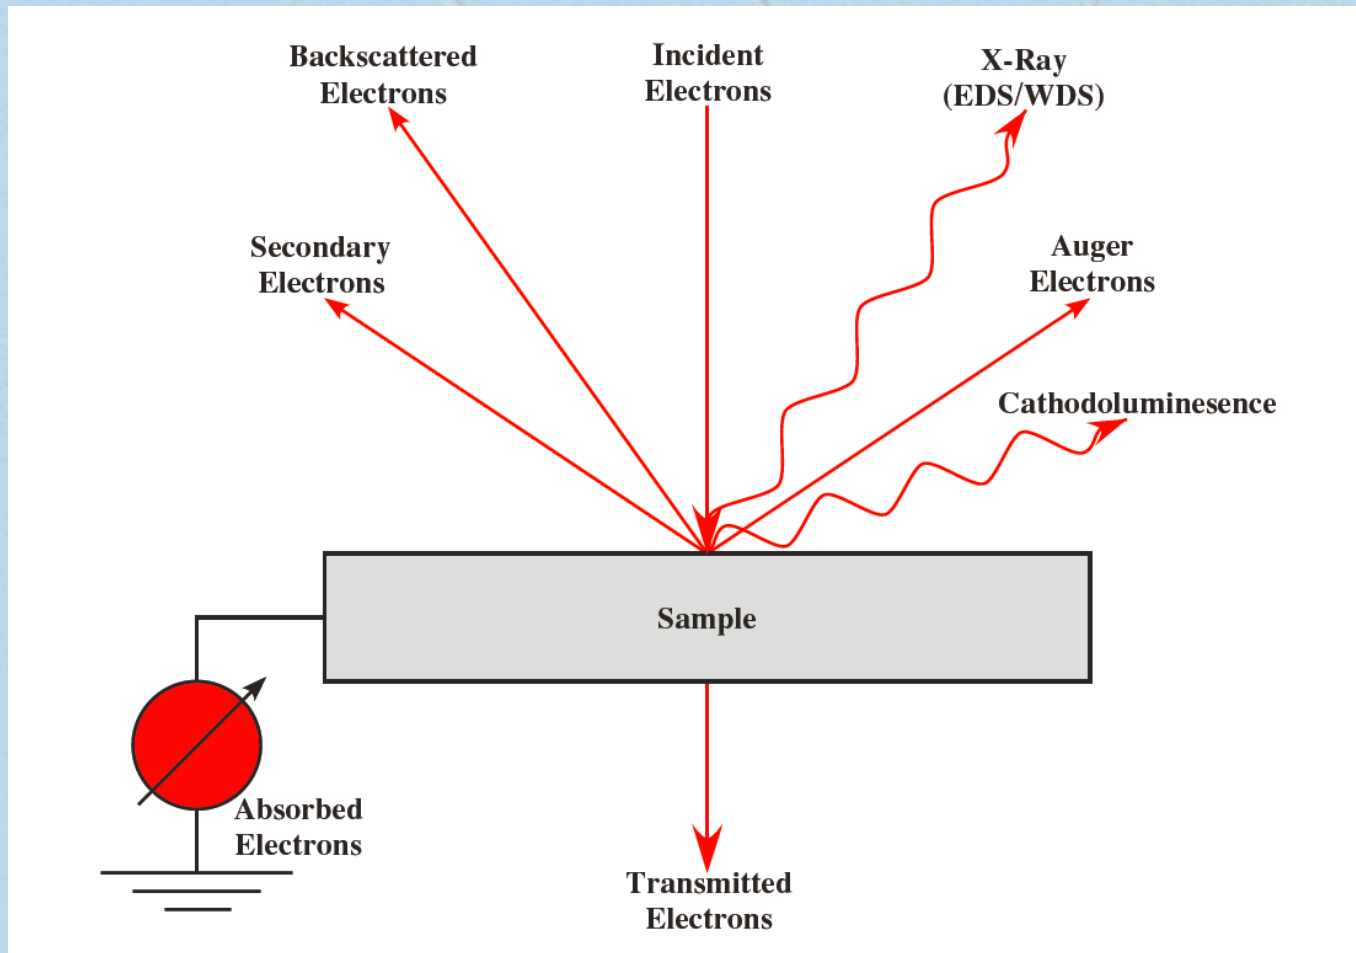 Backscattered
Electrons
Incident
Electrons
X-Ray
(EDS/WDS)
Secondary
Electrons
Auger
Electrons
Cathodoluminesence
Sample
Absorbed
Electrons
Transmitted
Electrons